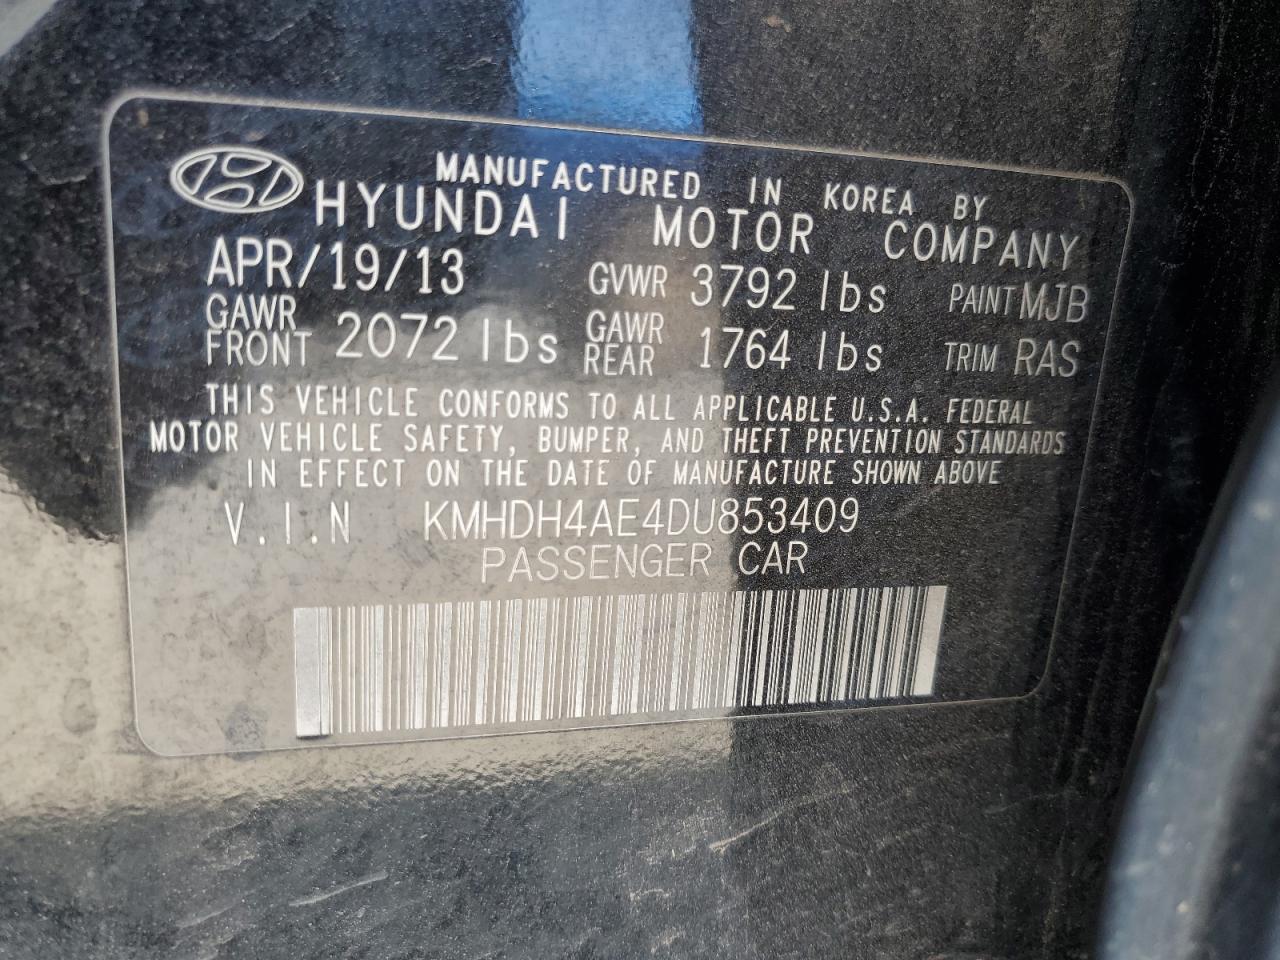 MANUFACTURED IN KOREA BY
HYUNDAI MOTOR COMPANY
APR/19/13 GVWR 3792 lbs PAINT MJB
GAWR FRONT 2072 lbs GAWR REAR 1764 lbs TRIM RAS
THIS VEHICLE CONFORMS TO ALL APPLICABLE U.S.A. FEDERAL
MOTOR VEHICLE SAFETY, BUMPER, AND THEFT PREVENTION STANDARDS
IN EFFECT ON THE DATE OF MANUFACTURE SHOWN ABOVE
V.I.N KMHDH4AE4DU853409
PASSENGER CAR